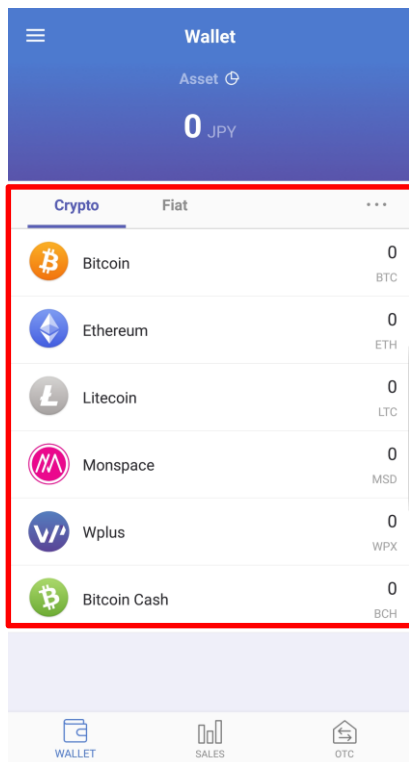 Wallet
Asset
0 JPY
Crypto Fiat
Bitcoin 0
BTC
Ethereum 0
ETH
Litecoin 0
LTC
Monspace 0
MSD
Wplus 0
WPX
Bitcoin Cash 0
BCH
WALLET SALES OTC